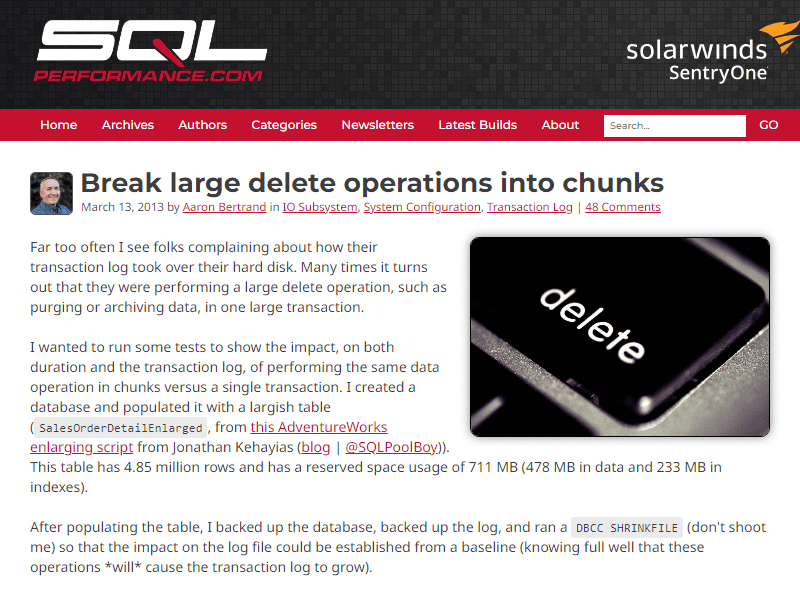 SQL
PERFORMANCE.COM
solarwinds
SentryOne
Home Archives Authors Categories Newsletters Latest Builds About Search... GO
Break large delete operations into chunks
March 13, 2013 by Aaron Bertrand in IO Subsystem, System Configuration, Transaction Log | 48 Comments
Far too often I see folks complaining about how their
transaction log took over their hard disk. Many times it turns
out that they were performing a large delete operation, such as
purging or archiving data, in one large transaction.
delete
I wanted to run some tests to show the impact, on both
duration and the transaction log, of performing the same data
operation in chunks versus a single transaction. I created a
database and populated it with a largish table
(SalesOrderDetailEnlarged, from this AdventureWorks
enlarging script from Jonathan Kehayias (blog | @SQLPoolBoy)).
This table has 4.85 million rows and has a reserved space usage of 711 MB (478 MB in data and 233 MB in
indexes).
After populating the table, I backed up the database, backed up the log, and ran a DBCC SHRINKFILE (don't shoot
me) so that the impact on the log file could be established from a baseline (knowing full well that these
operations *will* cause the transaction log to grow).